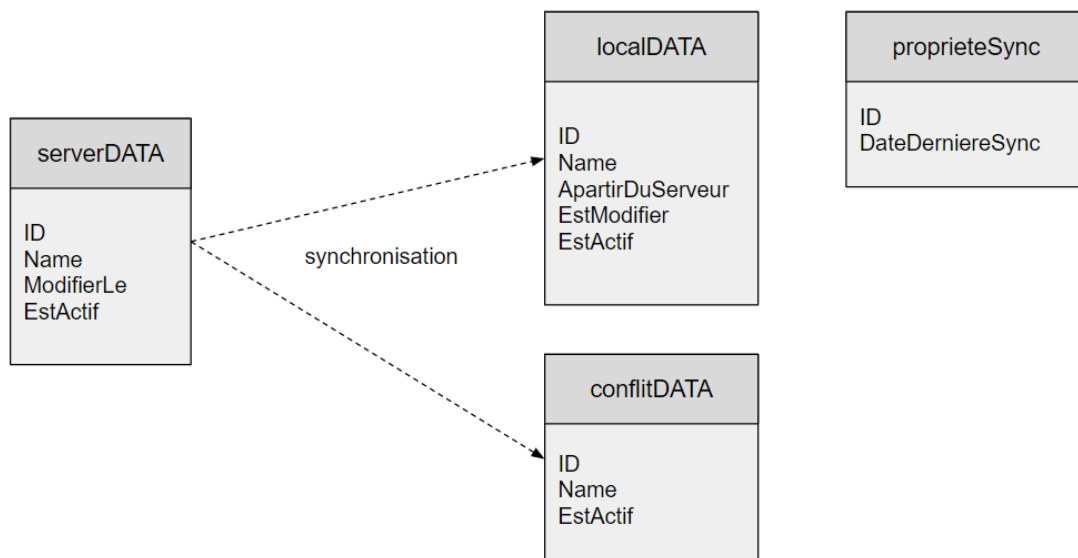 serverDATA
ID
Name
ModifierLe
EstActif
synchronisation
localDATA
ID
Name
ApartirDuServeur
EstModifier
EstActif
conflitDATA
ID
Name
EstActif
proprieteSync
ID
DateDerniereSync